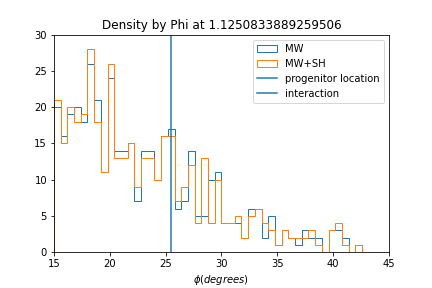 Density by Phi at 1.1250833889259506
MW
MW+SH
progenitor location
interaction
30
25
20
15
10
5
0
15 20 25 30 35 40 45
ϕ(degrees)